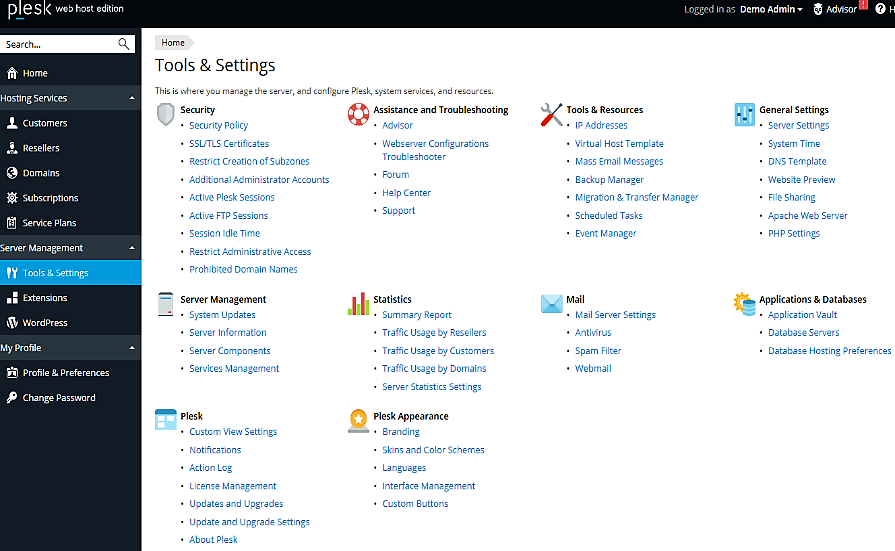 plesk web host edition
Logged in as Demo Admin
Advisor
!
? H
Search...
Home
Hosting Services
Customers
Resellers
Domains
Subscriptions
Service Plans
Server Management
Tools & Settings
Extensions
WordPress
My Profile
Profile & Preferences
Change Password
Home
Tools & Settings
This is where you manage the server, and configure Plesk, system services, and resources.
Security
• Security Policy
• SSL/TLS Certificates
• Restrict Creation of Subzones
• Additional Administrator Accounts
• Active Plesk Sessions
• Active FTP Sessions
• Session Idle Time
• Restrict Administrative Access
• Prohibited Domain Names
Assistance and Troubleshooting
• Advisor
• Webserver Configurations
Troubleshooter
• Forum
• Help Center
• Support
Tools & Resources
• IP Addresses
• Virtual Host Template
• Mass Email Messages
• Backup Manager
• Migration & Transfer Manager
• Scheduled Tasks
• Event Manager
General Settings
• Server Settings
• System Time
• DNS Template
• Website Preview
• File Sharing
• Apache Web Server
• PHP Settings
Server Management
• System Updates
• Server Information
• Server Components
• Services Management
Statistics
• Summary Report
• Traffic Usage by Resellers
• Traffic Usage by Customers
• Traffic Usage by Domains
• Server Statistics Settings
Mail
• Mail Server Settings
• Antivirus
• Spam Filter
• Webmail
Applications & Databases
• Application Vault
• Database Servers
• Database Hosting Preferences
Plesk
• Custom View Settings
• Notifications
• Action Log
• License Management
• Updates and Upgrades
• Update and Upgrade Settings
• About Plesk
Plesk Appearance
• Branding
• Skins and Color Schemes
• Languages
• Interface Management
• Custom Buttons